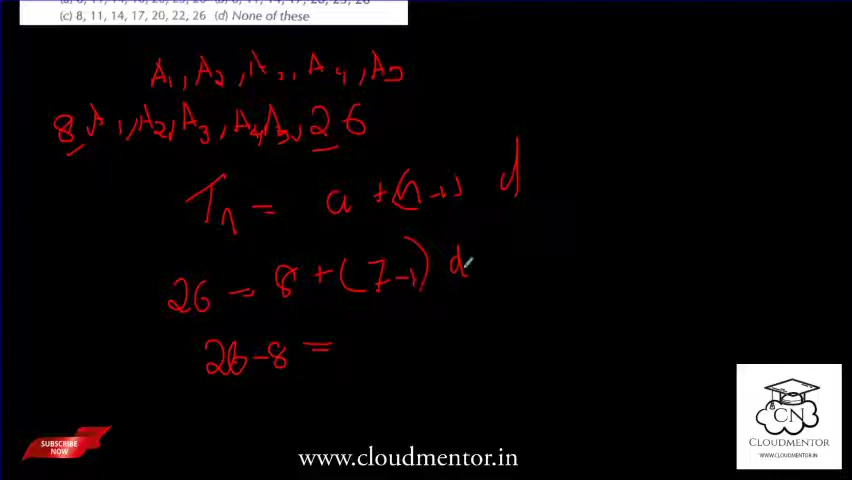 (c) 8, 11, 14, 17, 20, 22, 26 (d) None of these
A1, A2, A3, A4, A5
8 A1, A2, A3, A4, A5, 26
Tn = a + (n-1) d
26 = 8 + (7-1) d
26-8 =
SUBSCRIBE
NOW
www.cloudmentor.in
CN
CLOUDMENTOR
WWW.CLOUDMENTOR.IN